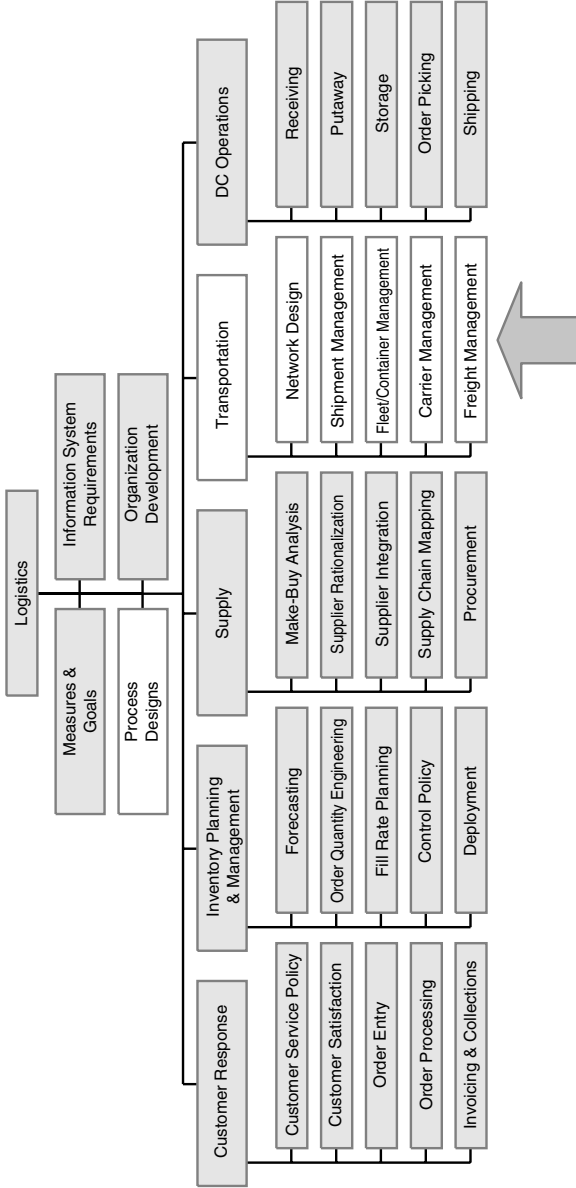 Logistics
Measures &
Goals
Information System
Requirements
Process
Designs
Organization
Development
Customer Response
Inventory Planning
& Management
Supply
Transportation
DC Operations
Customer Service Policy
Customer Satisfaction
Order Entry
Order Processing
Invoicing & Collections
Forecasting
Order Quantity Engineering
Fill Rate Planning
Control Policy
Deployment
Make-Buy Analysis
Supplier Rationalization
Supplier Integration
Supply Chain Mapping
Procurement
Network Design
Shipment Management
Fleet/Container Management
Carrier Management
Freight Management
Receiving
Putaway
Storage
Order Picking
Shipping